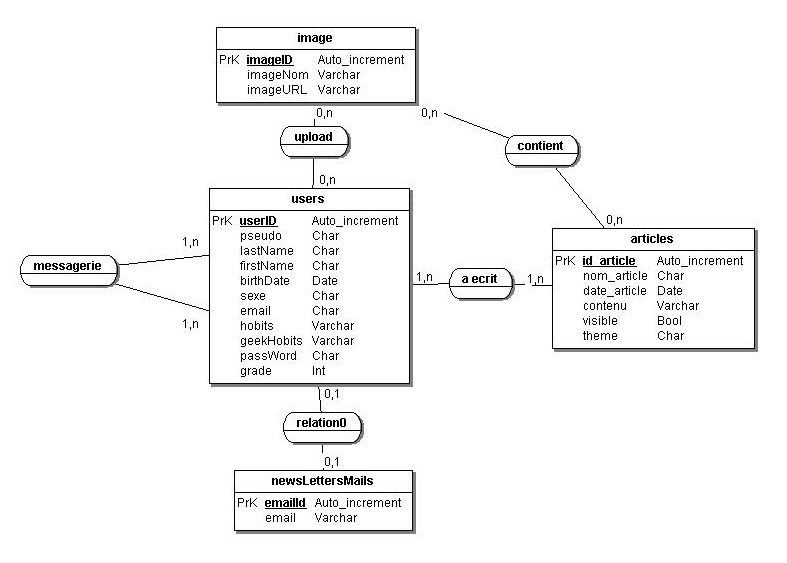 image
PrK imageID Auto_increment
imageNom Varchar
imageURL Varchar
0,n
0,n
upload
contient
0,n
0,n
users
PrK userID Auto_increment
pseudo Char
lastName Char
firstName Char
birthDate Date
sexe Char
email Char
hobits Varchar
geekHobits Varchar
passWord Char
grade Int
1,n
messagerie
1,n
1,n
a ecrit
1,n
articles
PrK id_article Auto_increment
nom_article Char
date_article Date
contenu Varchar
visible Bool
theme Char
0,1
relation0
0,1
newsLettersMails
PrK emailId Auto_increment
email Varchar